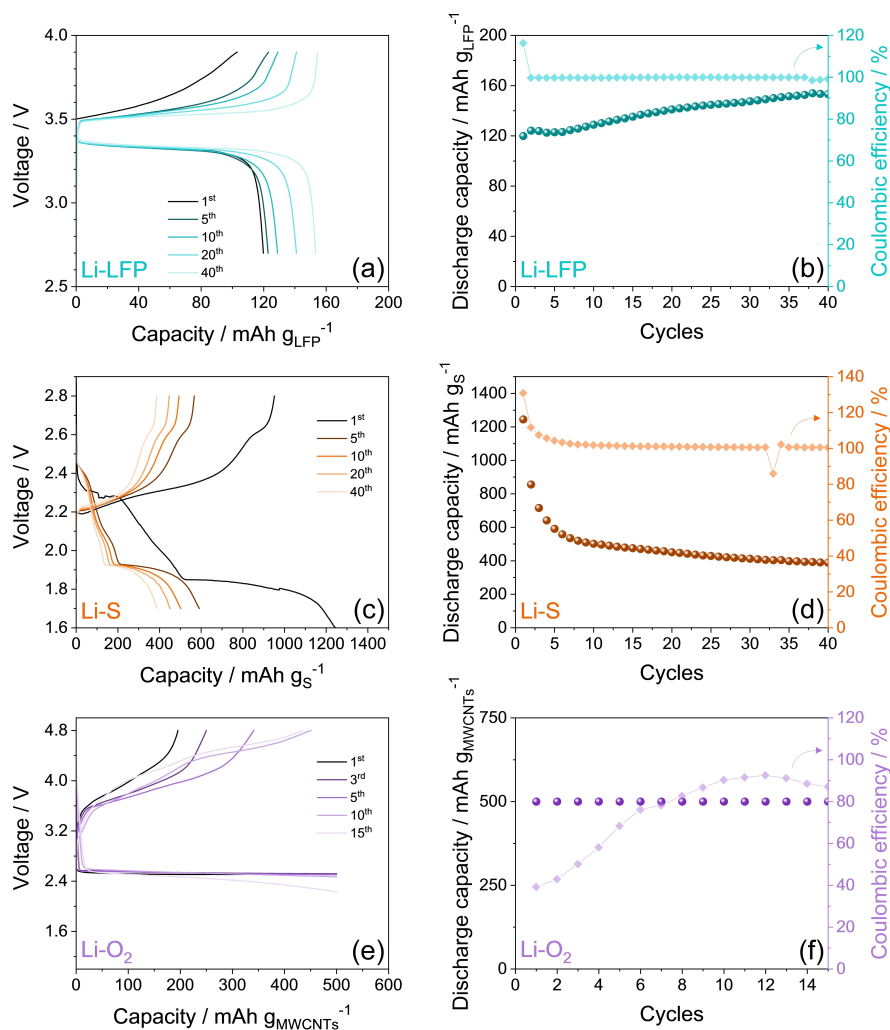 4.0
3.5
3.0
2.5
Voltage / V
1st
5th
10th
20th
40th
Li-LFP
(a)
0 40 80 120 160 200
Capacity / mAh gLFP-1
200
160
120
80
40
0
Discharge capacity / mAh gLFP-1
120
100
80
60
40
20
0
Coulombic efficiency / %
Li-LFP
(b)
0 5 10 15 20 25 30 35 40
Cycles
2.8
2.4
2.0
1.6
Voltage / V
1st
5th
10th
20th
40th
Li-S
(c)
0 200 400 600 800 1000 1400
Capacity / mAh gS-1
1400
1200
1000
800
600
400
200
0
Discharge capacity / mAh gS-1
140
120
100
80
60
40
20
0
Coulombic efficiency / %
Li-S
(d)
0 5 10 15 20 25 30 35 40
Cycles
4.8
4.0
3.2
2.4
1.6
Voltage / V
1st
3rd
5th
10th
15th
Li-O2
(e)
0 100 200 300 400 500 600
Capacity / mAh gMWCNTs-1
750
500
250
0
Discharge capacity / mAh gMWCNTs-1
120
100
80
60
40
20
0
Coulombic efficiency / %
Li-O2
(f)
0 2 4 6 8 10 12 14
Cycles